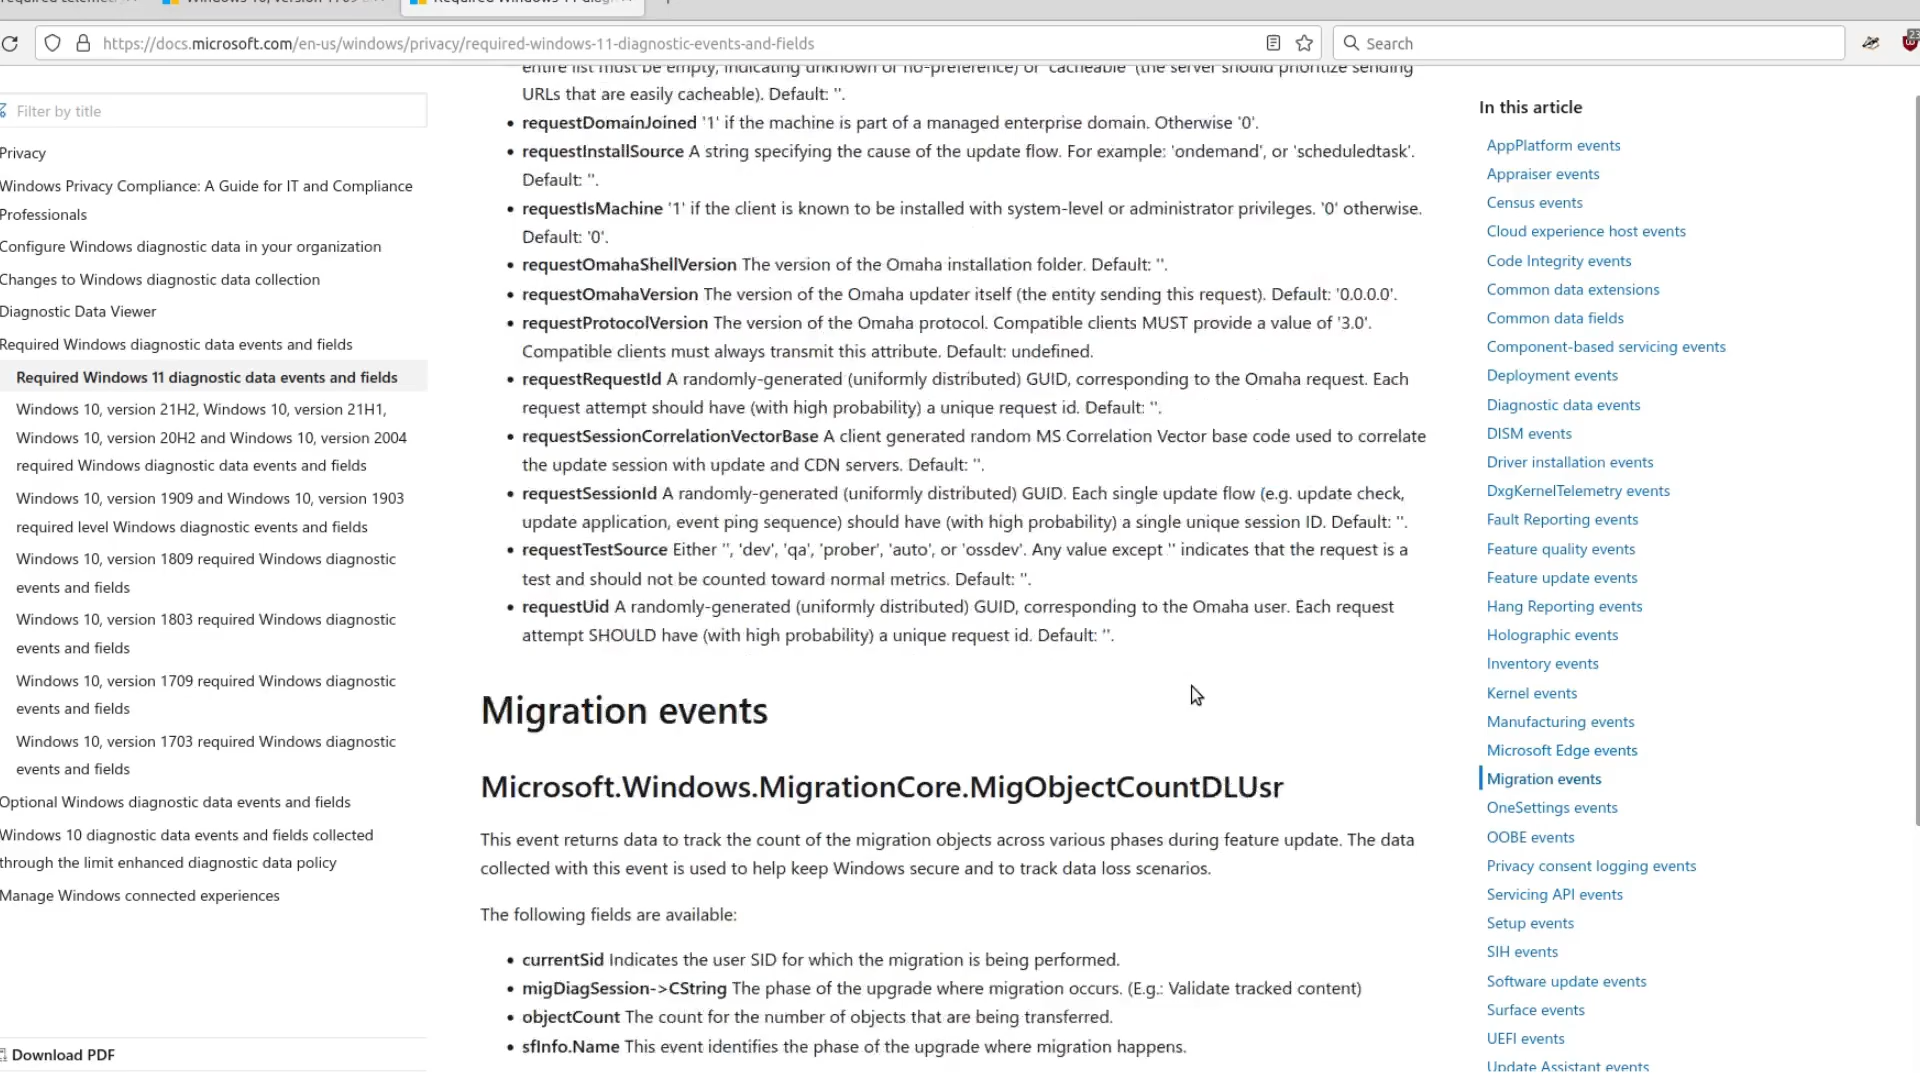 https://docs.microsoft.com/en-us/windows/privacy/required-windows-11-diagnostic-events-and-fields
Search
Filter by title
Privacy
Windows Privacy Compliance: A Guide for IT and Compliance
Professionals
Configure Windows diagnostic data in your organization
Changes to Windows diagnostic data collection
Diagnostic Data Viewer
Required Windows diagnostic data events and fields
Required Windows 11 diagnostic data events and fields
Windows 10, version 21H2, Windows 10, version 21H1,
Windows 10, version 20H2 and Windows 10, version 2004
required Windows diagnostic data events and fields
Windows 10, version 1909 and Windows 10, version 1903
required level Windows diagnostic events and fields
Windows 10, version 1809 required Windows diagnostic
events and fields
Windows 10, version 1803 required Windows diagnostic
events and fields
Windows 10, version 1709 required Windows diagnostic
events and fields
Windows 10, version 1703 required Windows diagnostic
events and fields
Optional Windows diagnostic data events and fields
Windows 10 diagnostic data events and fields collected
through the limit enhanced diagnostic data policy
Manage Windows connected experiences
Download PDF
entire list must be empty, indicating unknown or no-preference) or 'cacheable' (the server should prioritize sending
URLs that are easily cacheable). Default: ''.
• requestDomainJoined '1' if the machine is part of a managed enterprise domain. Otherwise '0'.
• requestInstallSource A string specifying the cause of the update flow. For example: 'ondemand', or 'scheduledtask'.
Default: ''.
• requestIsMachine '1' if the client is known to be installed with system-level or administrator privileges. '0' otherwise.
Default: '0'.
• requestOmahaShellVersion The version of the Omaha installation folder. Default: ''.
• requestOmahaVersion The version of the Omaha updater itself (the entity sending this request). Default: '0.0.0.0'.
• requestProtocolVersion The version of the Omaha protocol. Compatible clients MUST provide a value of '3.0'.
Compatible clients must always transmit this attribute. Default: undefined.
• requestRequestId A randomly-generated (uniformly distributed) GUID, corresponding to the Omaha request. Each
request attempt should have (with high probability) a unique request id. Default: ''.
• requestSessionCorrelationVectorBase A client generated random MS Correlation Vector base code used to correlate
the update session with update and CDN servers. Default: ''.
• requestSessionId A randomly-generated (uniformly distributed) GUID. Each single update flow (e.g. update check,
update application, event ping sequence) should have (with high probability) a single unique session ID. Default: ''.
• requestTestSource Either '', 'dev', 'qa', 'prober', 'auto', or 'ossdev'. Any value except '' indicates that the request is a
test and should not be counted toward normal metrics. Default: ''.
• requestUid A randomly-generated (uniformly distributed) GUID, corresponding to the Omaha user. Each request
attempt SHOULD have (with high probability) a unique request id. Default: ''.
Migration events
Microsoft.Windows.MigrationCore.MigObjectCountDLUsr
This event returns data to track the count of the migration objects across various phases during feature update. The data
collected with this event is used to help keep Windows secure and to track data loss scenarios.
The following fields are available:
• currentSid Indicates the user SID for which the migration is being performed.
• migDiagSession->CString The phase of the upgrade where migration occurs. (E.g.: Validate tracked content)
• objectCount The count for the number of objects that are being transferred.
• sfInfo.Name This event identifies the phase of the upgrade where migration happens.
In this article
AppPlatform events
Appraiser events
Census events
Cloud experience host events
Code Integrity events
Common data extensions
Common data fields
Component-based servicing events
Deployment events
Diagnostic data events
DISM events
Driver installation events
DxgKernelTelemetry events
Fault Reporting events
Feature quality events
Feature update events
Hang Reporting events
Holographic events
Inventory events
Kernel events
Manufacturing events
Microsoft Edge events
Migration events
OneSettings events
OOBE events
Privacy consent logging events
Servicing API events
Setup events
SIH events
Software update events
Surface events
UEFI events
Update Assistant events